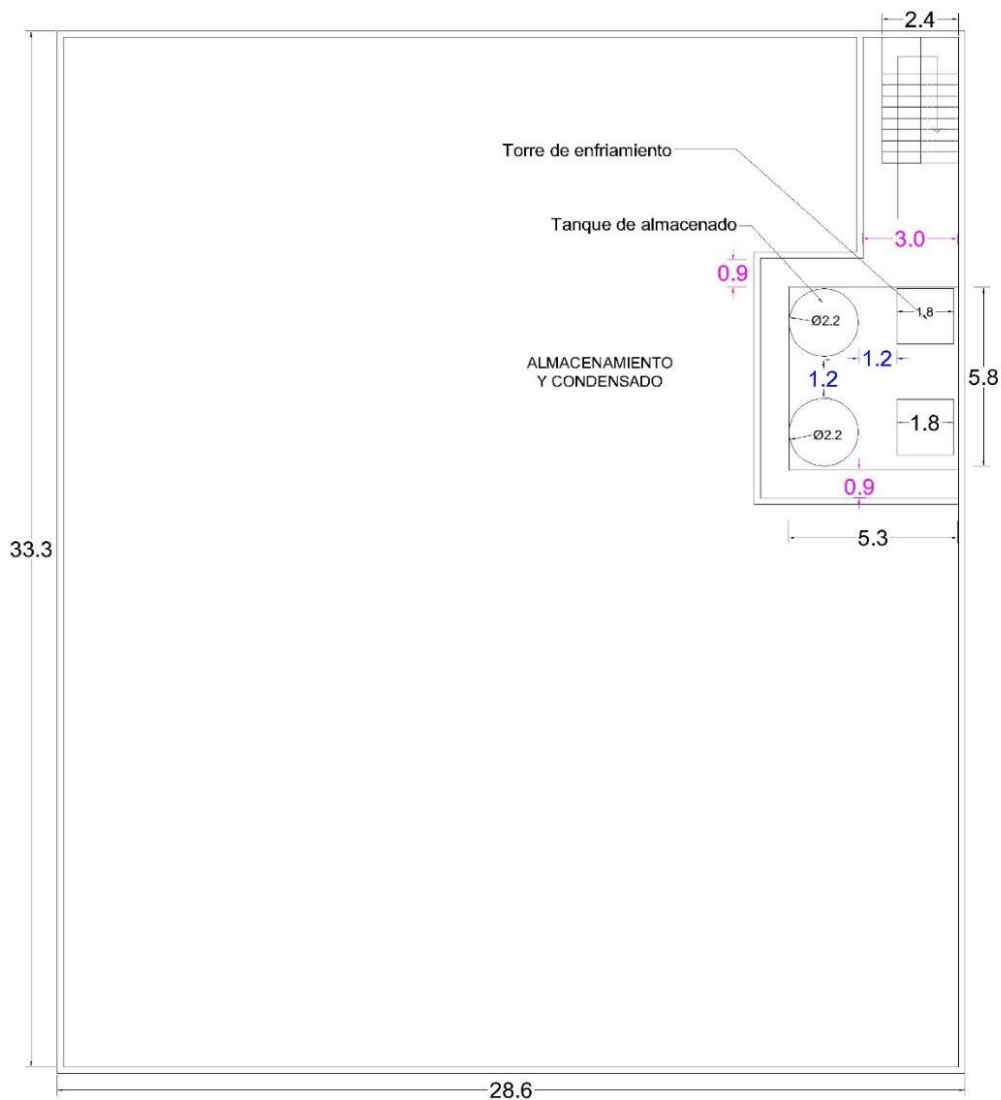 2.4
Torre de enfriamiento
Tanque de almacenado
3.0
0.9
1.8
Ø2.2
ALMACENAMIENTO
Y CONDENSADO
1.2
1.2
5.8
1.8
Ø2.2
0.9
5.3
33.3
28.6